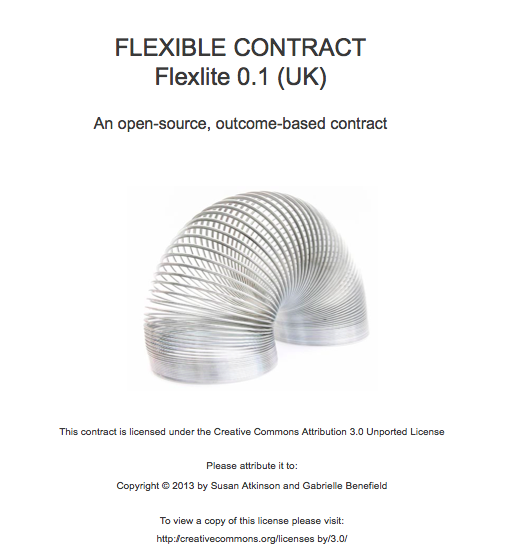 FLEXIBLE CONTRACT
Flexlite 0.1 (UK)
An open-source, outcome-based contract
This contract is licensed under the Creative Commons Attribution 3.0 Unported License
Please attribute it to:
Copyright © 2013 by Susan Atkinson and Gabrielle Benefield
To view a copy of this license please visit:
http://creativecommons.org/licenses by/3.0/